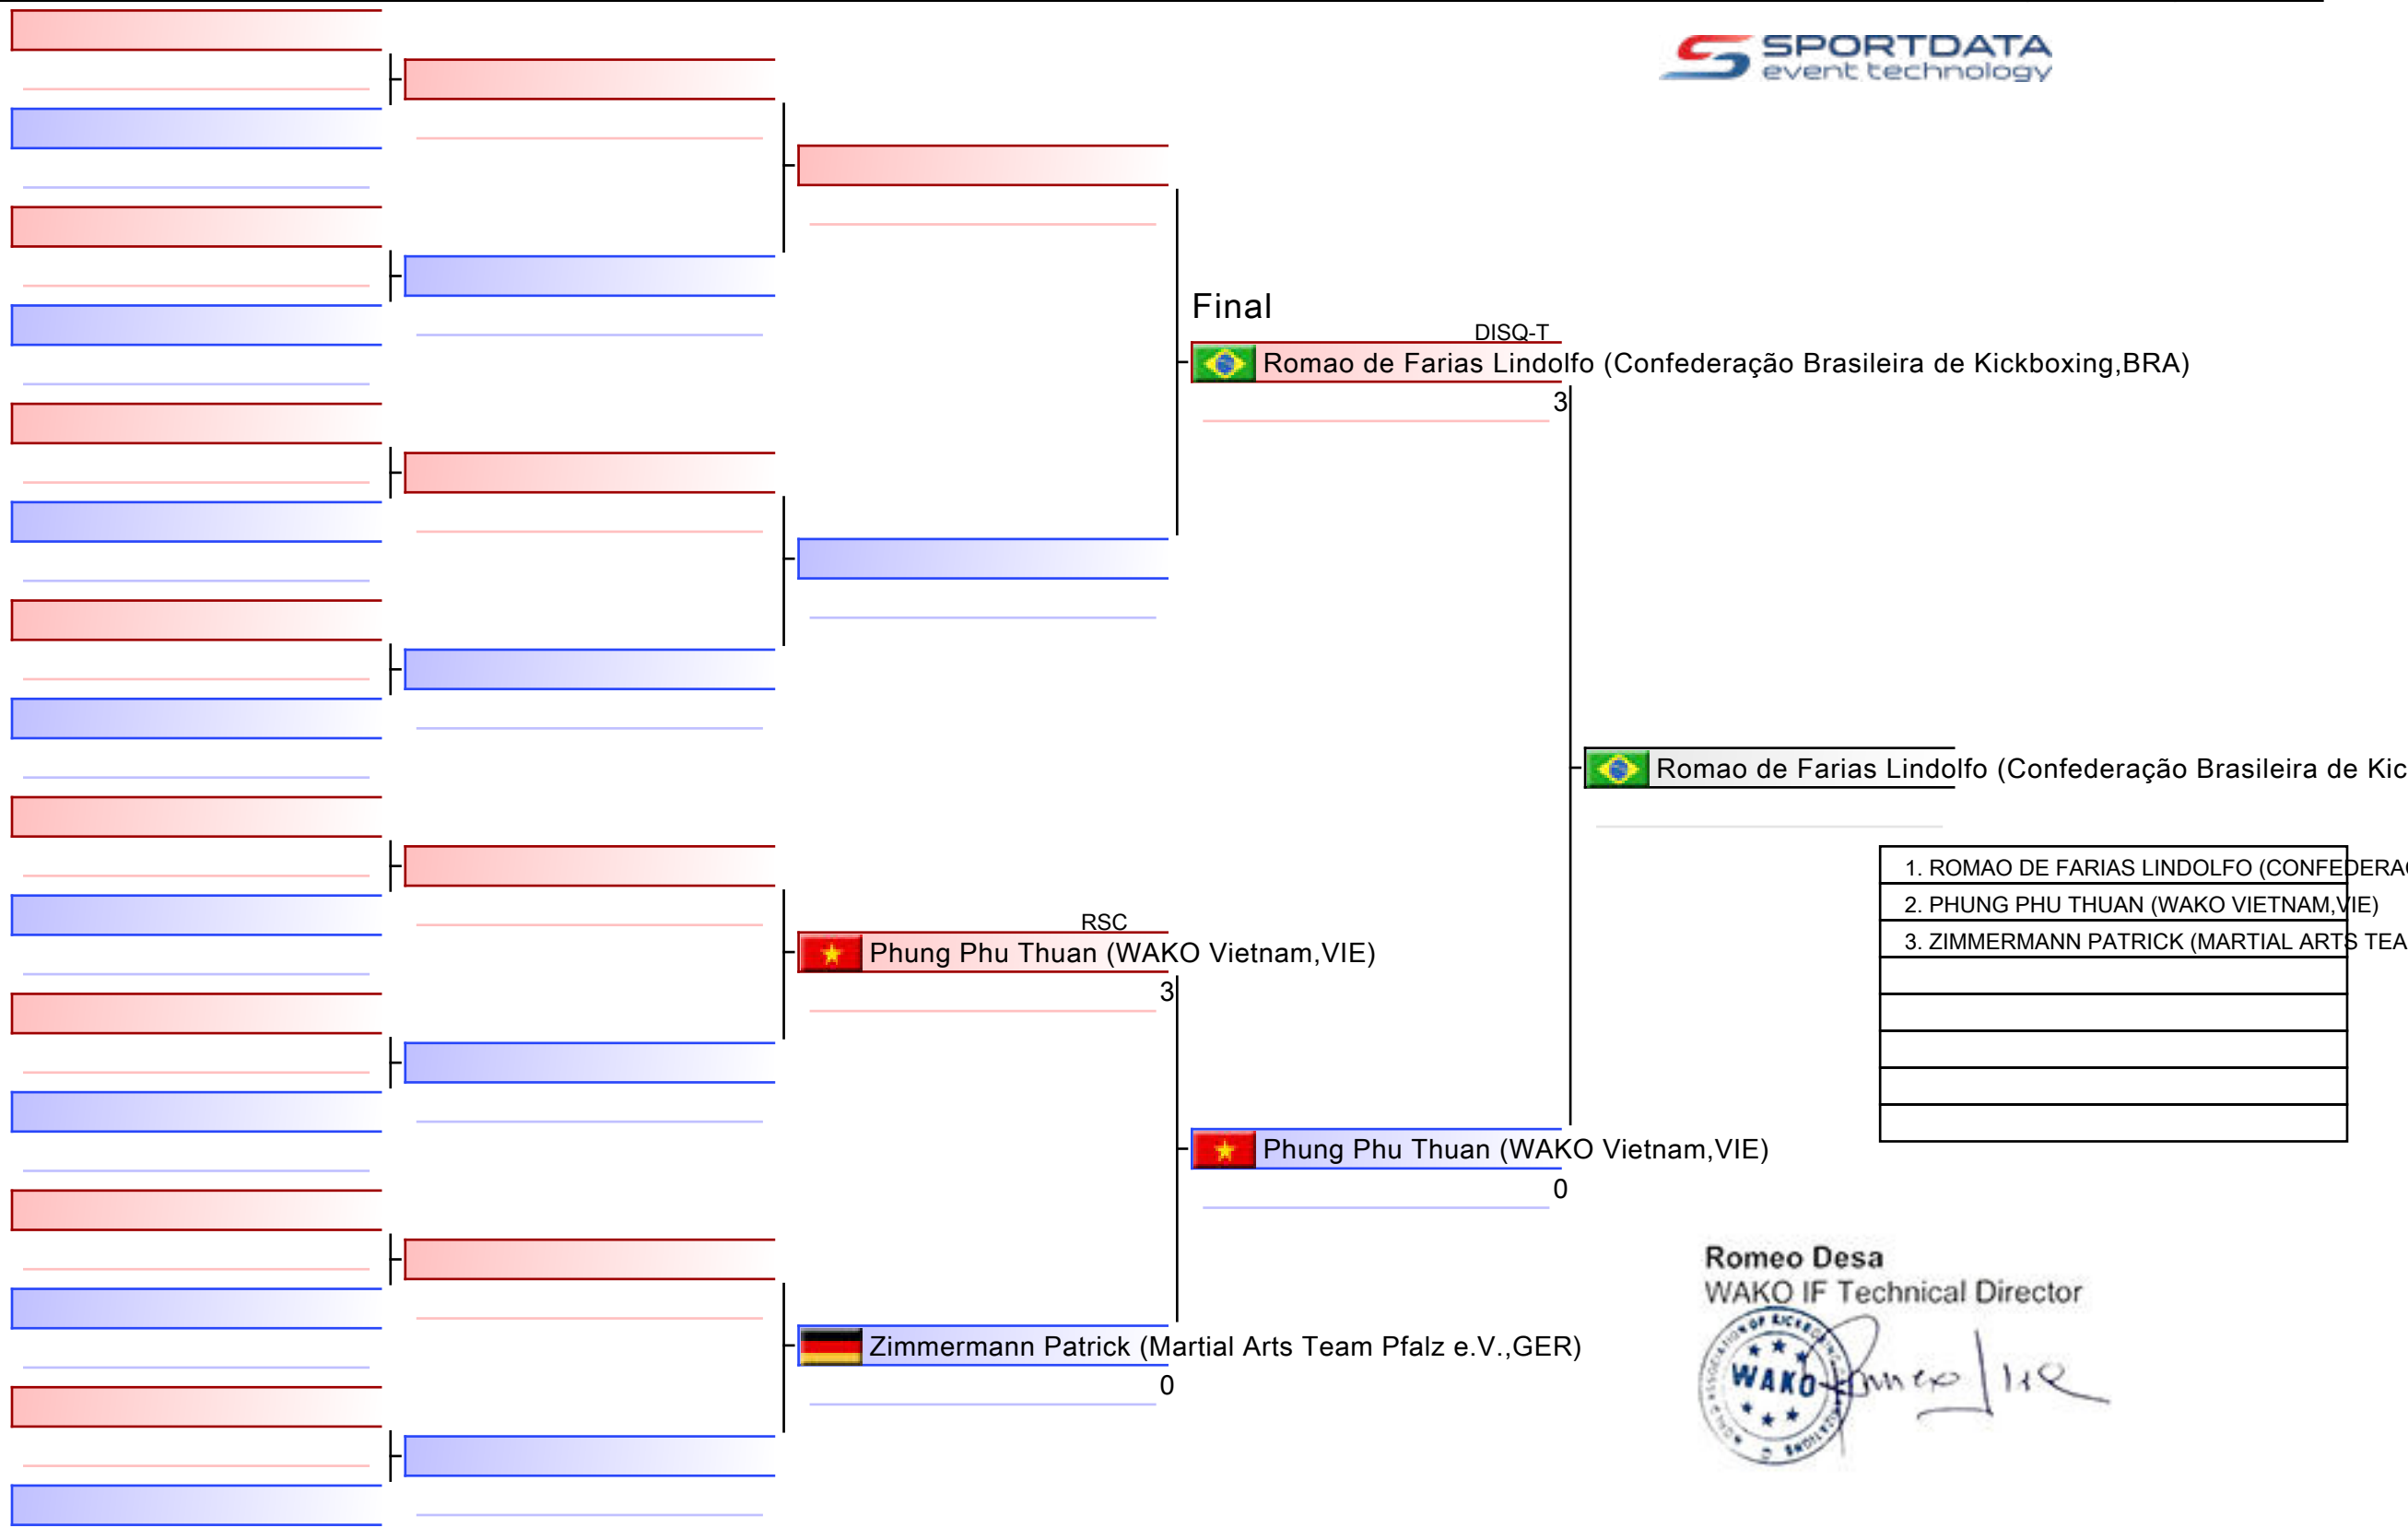 SPORTDATA
event technology
Final
DISQ-T
Romao de Farias Lindolfo (Confederação Brasileira de Kickboxing,BRA)
3
Romao de Farias Lindolfo (Confederação Brasileira de Kic
1. ROMAO DE FARIAS LINDOLFO (CONFEDERA
2. PHUNG PHU THUAN (WAKO VIETNAM,VIE)
3. ZIMMERMANN PATRICK (MARTIAL ARTS TEA
RSC
Phung Phu Thuan (WAKO Vietnam,VIE)
3
Phung Phu Thuan (WAKO Vietnam,VIE)
0
Zimmermann Patrick (Martial Arts Team Pfalz e.V.,GER)
0
Romeo Desa
WAKO IF Technical Director
WAKO